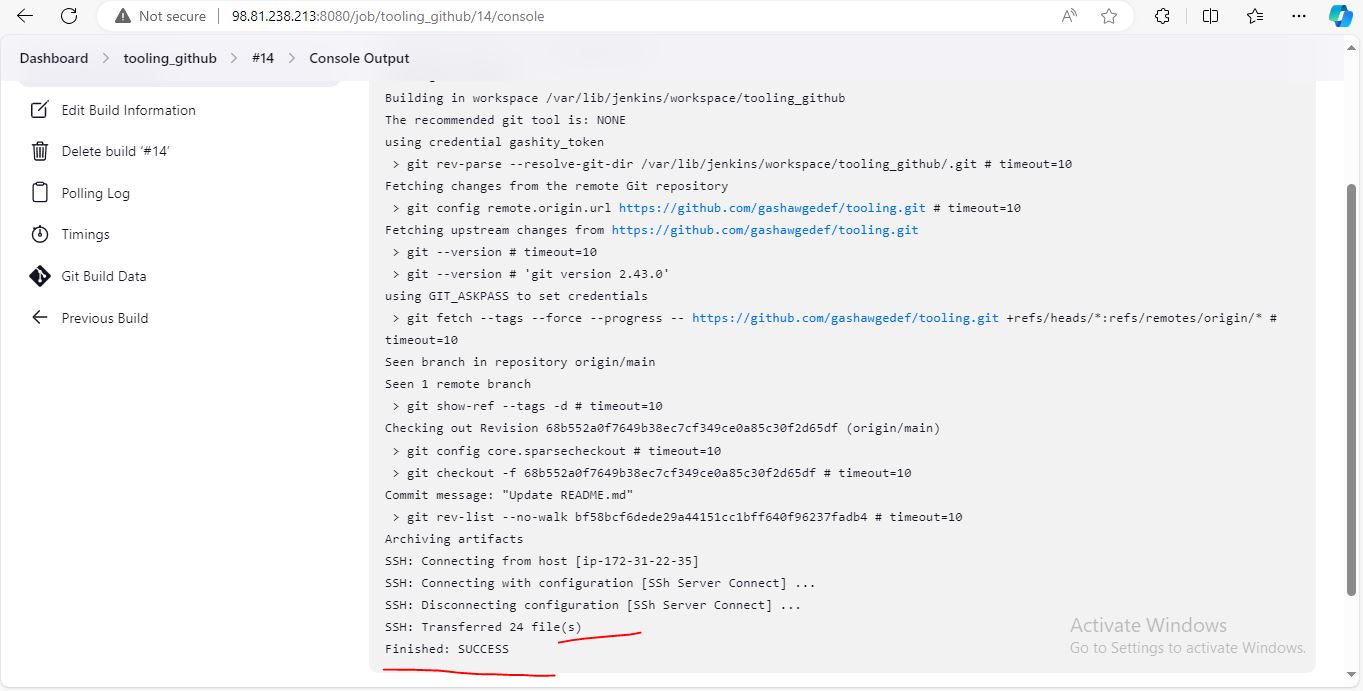 Not secure
98.81.238.213:8080/job/tooling_github/14/console
Dashboard > tooling_github > #14 > Console Output
Edit Build Information
Delete build ‘#14’
Polling Log
Timings
Git Build Data
Previous Build
Building in workspace /var/lib/jenkins/workspace/tooling_github
The recommended git tool is: NONE
using credential gashity_token
> git rev-parse --resolve-git-dir /var/lib/jenkins/workspace/tooling_github/.git # timeout=10
Fetching changes from the remote Git repository
> git config remote.origin.url https://github.com/gashawgedef/tooling.git # timeout=10
Fetching upstream changes from https://github.com/gashawgedef/tooling.git
> git --version # timeout=10
> git --version # 'git version 2.43.0'
using GIT_ASKPASS to set credentials
> git fetch --tags --force --progress -- https://github.com/gashawgedef/tooling.git +refs/heads/*:refs/remotes/origin/* #
timeout=10
Seen branch in repository origin/main
Seen 1 remote branch
> git show-ref --tags -d # timeout=10
Checking out Revision 68b552a0f7649b38ec7cf349ce0a85c30f2d65df (origin/main)
> git config core.sparsecheckout # timeout=10
> git checkout -f 68b552a0f7649b38ec7cf349ce0a85c30f2d65df # timeout=10
Commit message: "Update README.md"
> git rev-list --no-walk bf58bcf6dede29a44151cc1bff640f96237fadb4 # timeout=10
Archiving artifacts
SSH: Connecting from host [ip-172-31-22-35]
SSH: Connecting with configuration [SSh Server Connect] ...
SSH: Disconnecting configuration [SSh Server Connect] ...
SSH: Transferred 24 file(s)
Finished: SUCCESS
Activate Windows
Go to Settings to activate Windows.